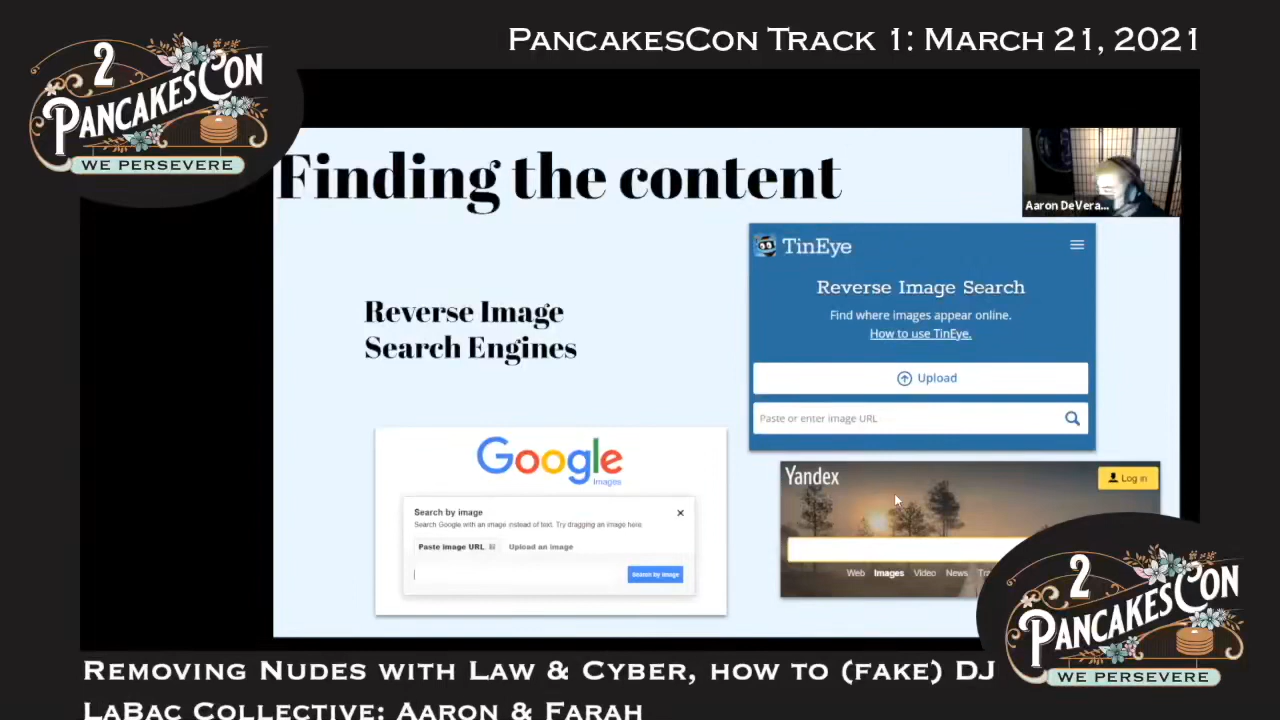 PancakesCon Track 1: March 21, 2021
2
PancakesCon
WE PERSEVERE
Finding the content
Aaron DeVera...
TinEye
Reverse Image Search
Find where images appear online.
How to use TinEye.
Upload
Paste or enter image URL
Reverse Image
Search Engines
Google
Images
Search by image
Search Google with an image instead of text. Try dragging an image here.
Paste image URL
Upload an image
Search by image
Yandex
Log in
Web Images Video News Tra
2
PancakesCon
WE PERSEVERE
Removing Nudes with Law & Cyber, how to (fake) DJ
LaBac Collective: Aaron & Farah